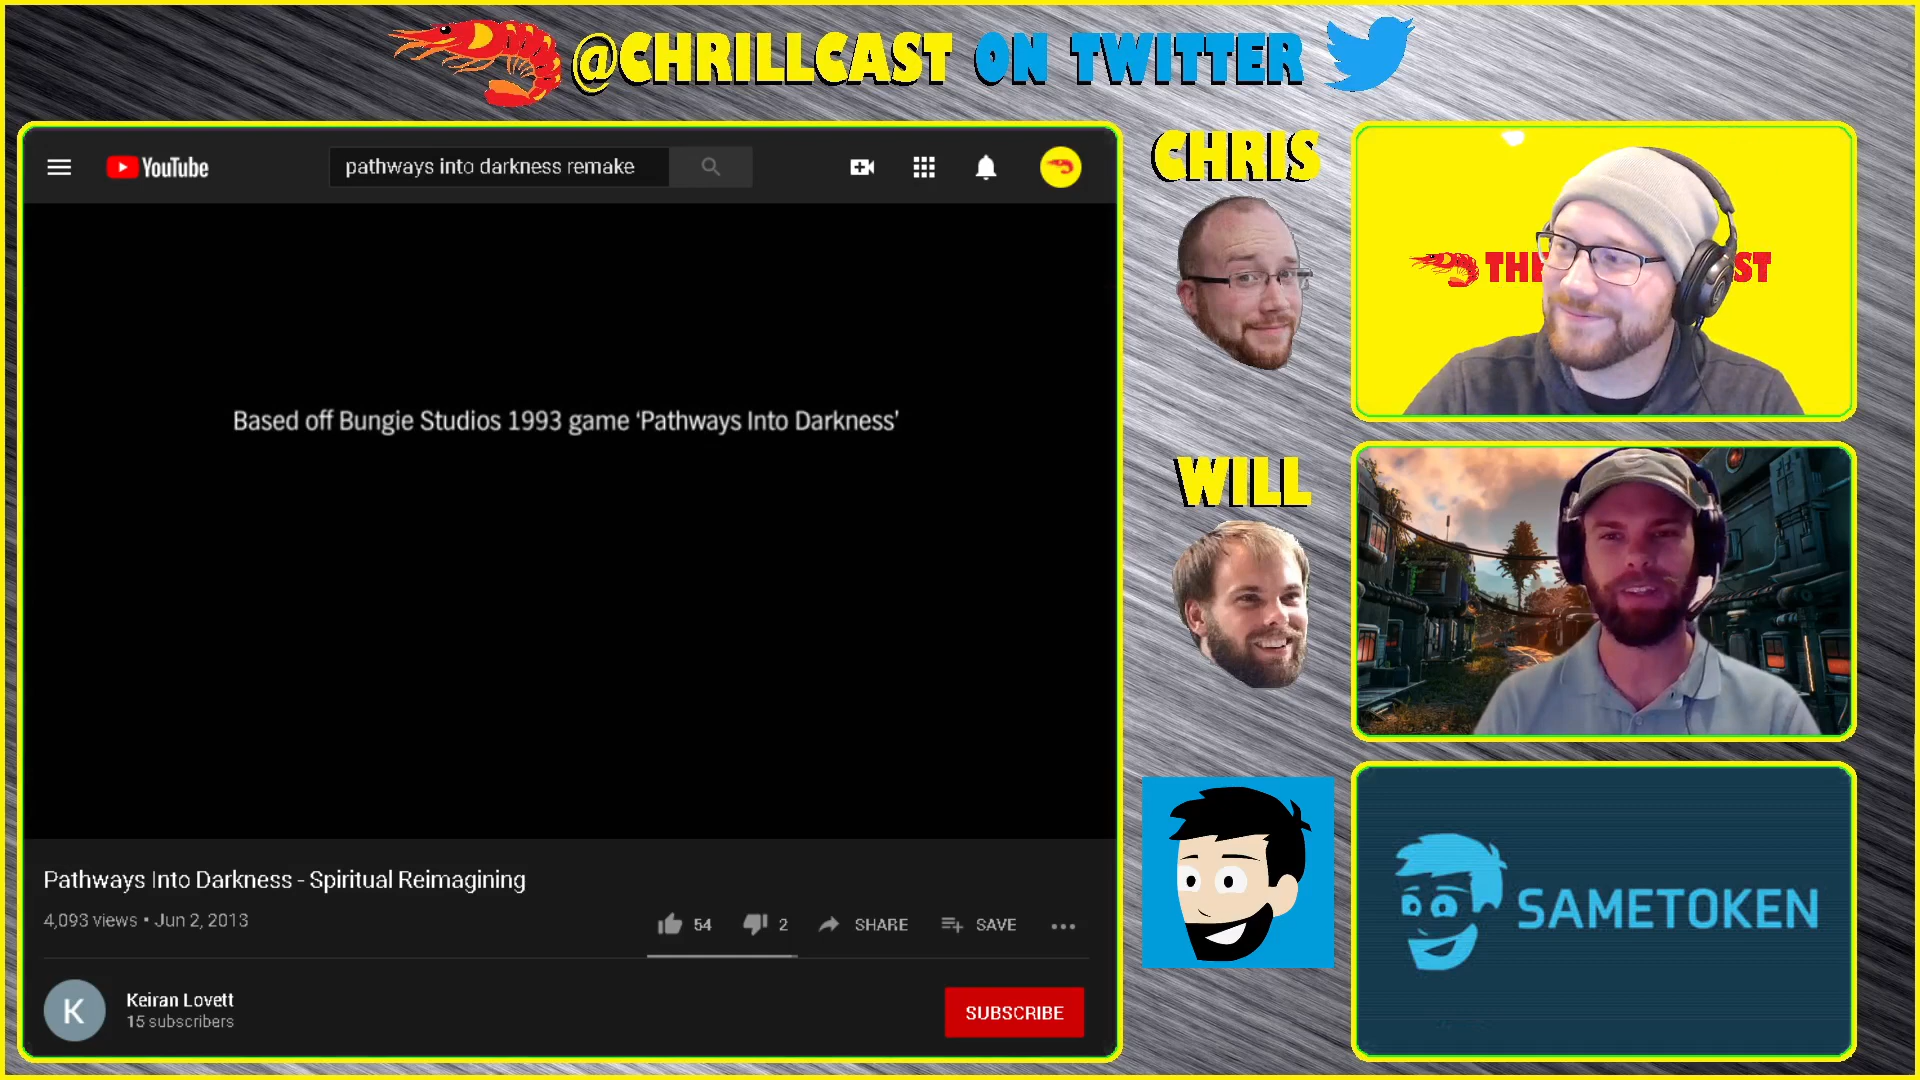 @CHRILLCAST ON TWITTER
YouTube
pathways into darkness remake
Based off Bungie Studios 1993 game ‘Pathways Into Darkness’
Pathways Into Darkness - Spiritual Reimagining
4,093 views • Jun 2, 2013
54
2
SHARE
SAVE
K
Keiran Lovett
15 subscribers
SUBSCRIBE
CHRIS
THE
ST
WILL
SAMETOKEN